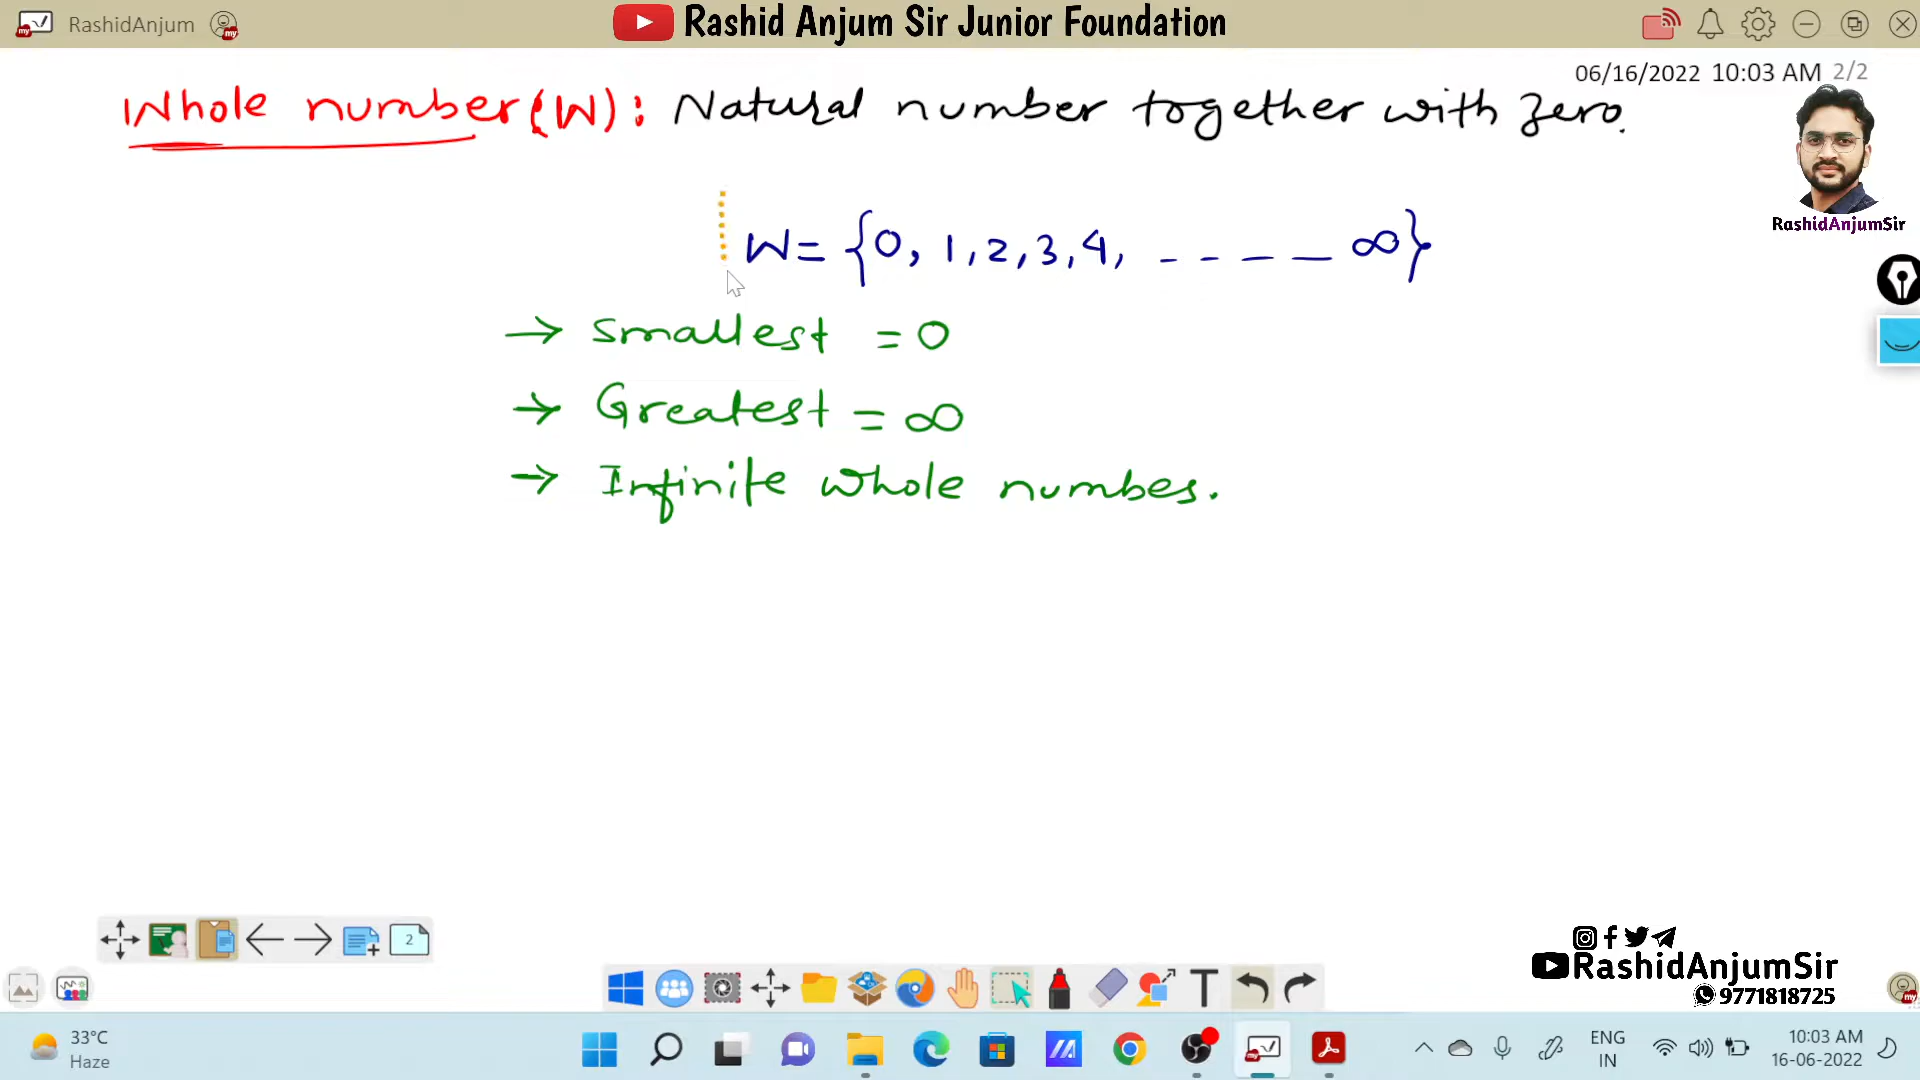 RashidAnjum
Rashid Anjum Sir Junior Foundation
06/16/2022 10:03 AM 2/2
Whole number(W): Natural number together with zero.
RashidAnjumSir
W= {0, 1, 2, 3, 4, _ _ _ _ _ ∞}
→ Smallest = 0
→ Greatest = ∞
→ Infinite whole numbes.
2
RashidAnjumSir
9771818725
33°C
Haze
ENG
IN
10:03 AM
16-06-2022